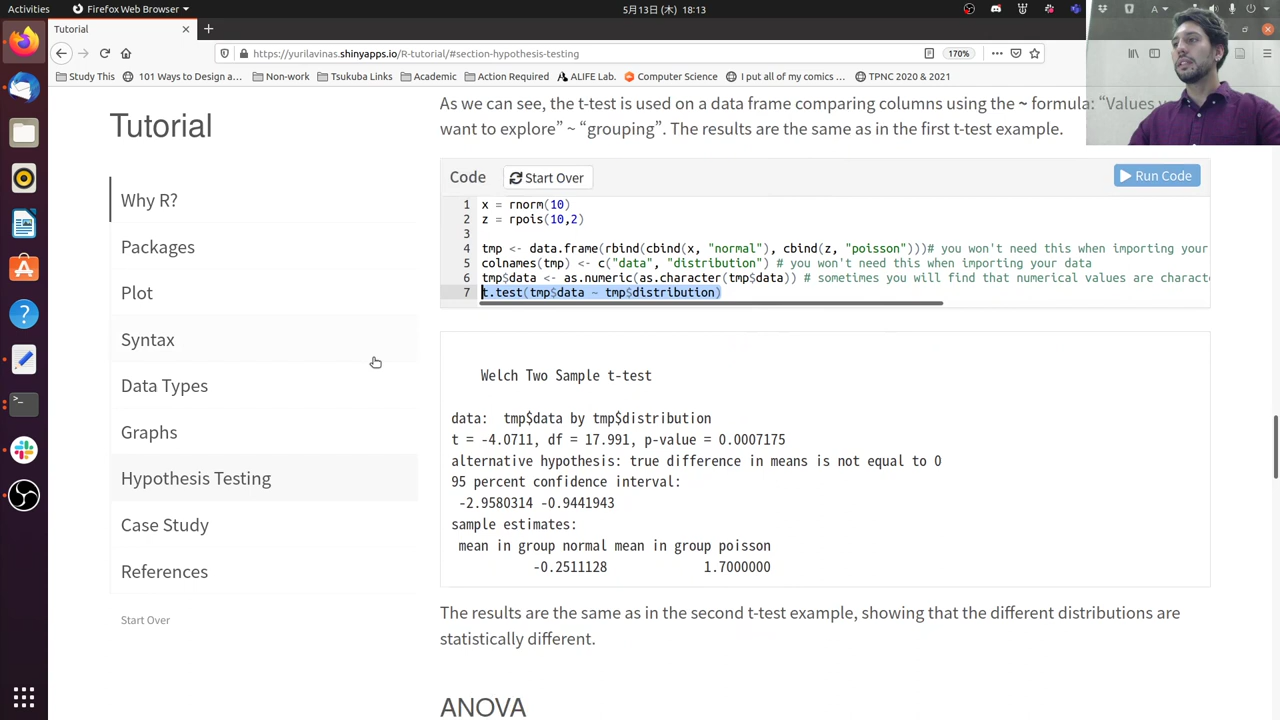 Activities
Firefox Web Browser
5月13日 (木) 18:13
A
Tutorial
https://yurilavinas.shinyapps.io/R-tutorial/#section-hypothesis-testing
170%
Study This
101 Ways to Design a...
Non-work
Tsukuba Links
Academic
Action Required
ALIFE Lab.
Computer Science
I put all of my comics ...
TPNC 2020 & 2021
Tutorial
Why R?
Packages
Plot
Syntax
Data Types
Graphs
Hypothesis Testing
Case Study
References
Start Over
As we can see, the t-test is used on a data frame comparing columns using the ~ formula: “Values
want to explore” ~ “grouping”. The results are the same as in the first t-test example.
Code
Start Over
Run Code
1 x = rnorm(10)
2 z = rpois(10,2)
3
4 tmp <- data.frame(rbind(cbind(x, "normal"), cbind(z, "poisson")))# you won't need this when importing your
5 colnames(tmp) <- c("data", "distribution") # you won't need this when importing your data
6 tmp$data <- as.numeric(as.character(tmp$data)) # sometimes you will find that numerical values are charact
7 t.test(tmp$data ~ tmp$distribution)
Welch Two Sample t-test
data: tmp$data by tmp$distribution
t = -4.0711, df = 17.991, p-value = 0.0007175
alternative hypothesis: true difference in means is not equal to 0
95 percent confidence interval:
-2.9580314 -0.9441943
sample estimates:
mean in group normal mean in group poisson
-0.2511128 1.7000000
The results are the same as in the second t-test example, showing that the different distributions are
statistically different.
ANOVA